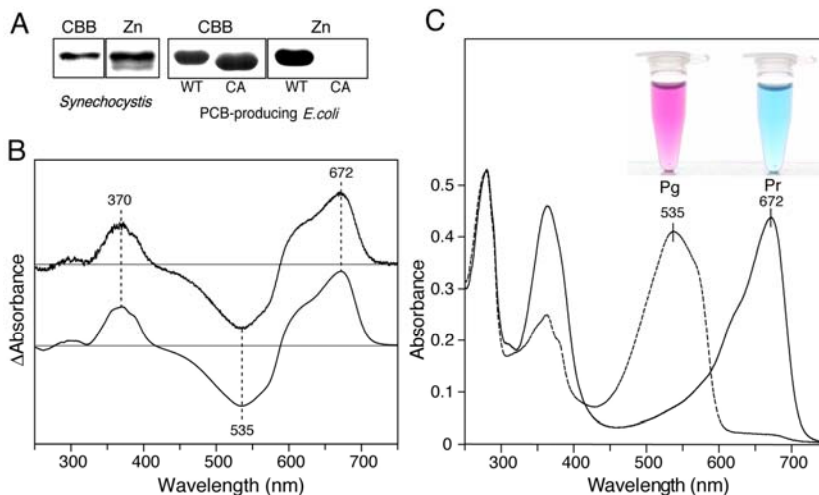 A
CBB Zn CBB Zn
WT CA WT CA
Synechocystis
PCB-producing E.coli
B
672
370
535
ΔAbsorbance
300 400 500 600 700
Wavelength (nm)
C
Pg Pr
535 672
0.5
0.4
0.3
0.2
0.1
0
Absorbance
300 400 500 600 700
Wavelength (nm)